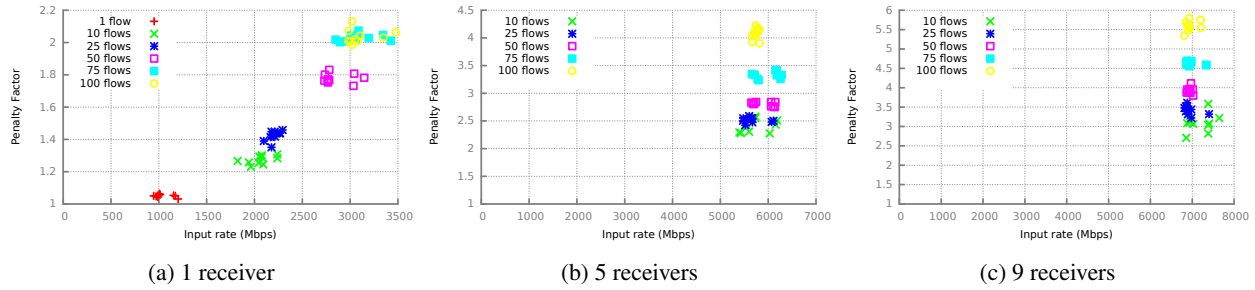 2.2
2
1.8
1.6
1.4
1.2
1
Penalty Factor
1 flow
10 flows
25 flows
50 flows
75 flows
100 flows
0 500 1000 1500 2000 2500 3000 3500
Input rate (Mbps)
(a) 1 receiver
4.5
4
3.5
3
2.5
2
1.5
1
Penalty Factor
10 flows
25 flows
50 flows
75 flows
100 flows
0 1000 2000 3000 4000 5000 6000 7000
Input rate (Mbps)
(b) 5 receivers
6
5.5
5
4.5
4
3.5
3
2.5
2
1.5
1
Penalty Factor
10 flows
25 flows
50 flows
75 flows
100 flows
0 1000 2000 3000 4000 5000 6000 7000 8000
Input rate (Mbps)
(c) 9 receivers